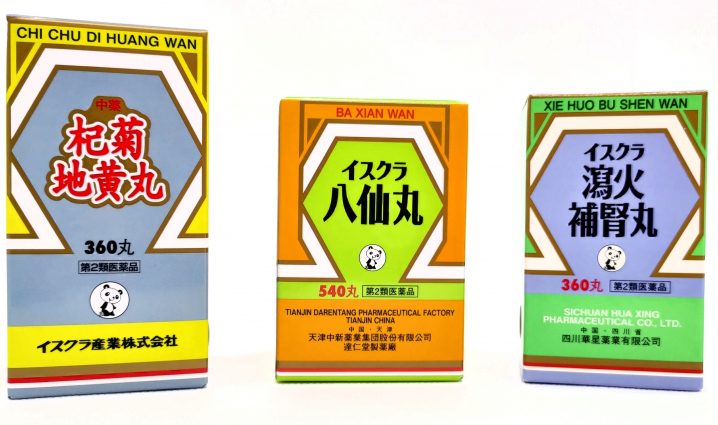 CHI CHU DI HUANG WAN
中薬
杞菊
地黄丸
360丸
第2類医薬品
イスクラ産業株式会社
BA XIAN WAN
イスクラ
八仙丸
540丸 第2類医薬品
TIANJIN DARENTANG PHARMACEUTICAL FACTORY
TIANJIN CHINA
中国・天津
天津中新薬業集団股份有限公司
達仁堂製薬廠
XIE HUO BU SHEN WAN
イスクラ
瀉火
補腎丸
360丸 第2類医薬品
SICHUAN HUA XING
PHARMACEUTICAL CO., LTD.
中国・四川省
四川華星薬業有限公司